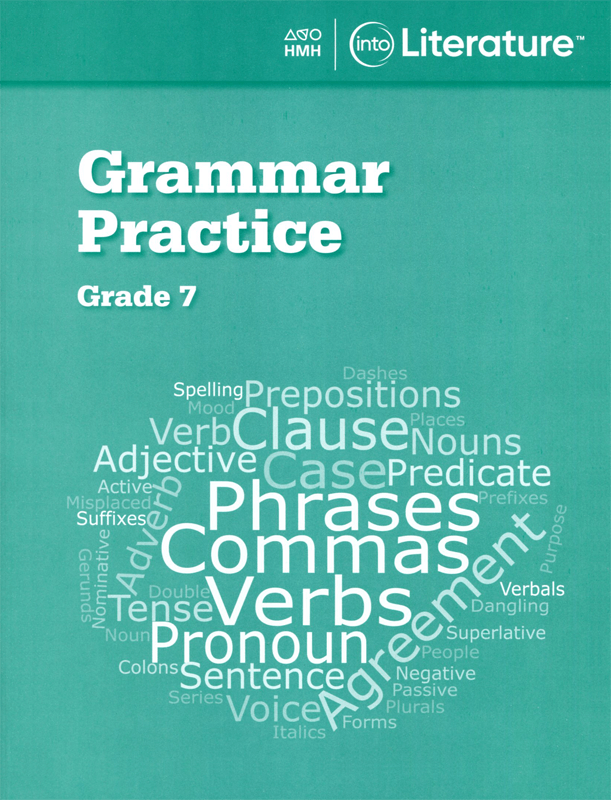 HMH
into Literature™
Grammar
Practice
Grade 7
Dashes
Spelling Prepositions
Mood
Places
Verb Clause Nouns
Adjective Case Predicate
Active
Phrases
Prefixes
Misplaced
Suffixes
Adverb
Commas
Purpose
Gerunds
Nominative
Double
Verbs
Verbals
Tense
Agreement
Dangling
Noun
Pronoun
Superlative
People
Colons
Sentence
Negative
Series
Passive
Voice
Plurals
Forms
Italics